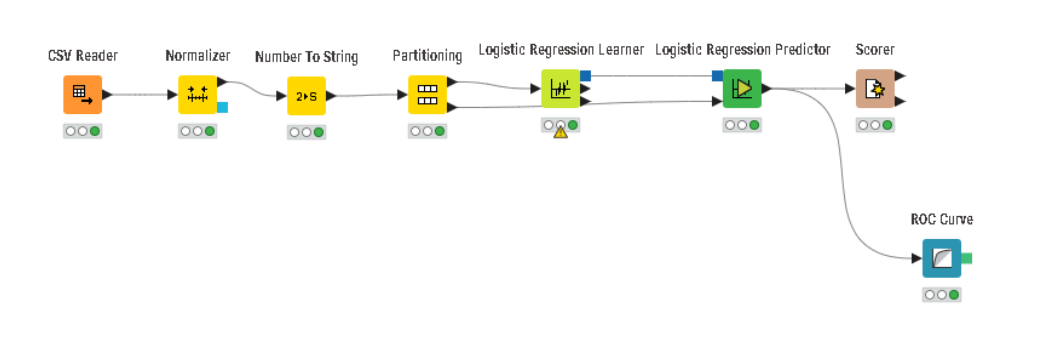 CSV Reader
Normalizer
Number To String
Partitioning
Logistic Regression Learner
Logistic Regression Predictor
Scorer
2▸S
ROC Curve